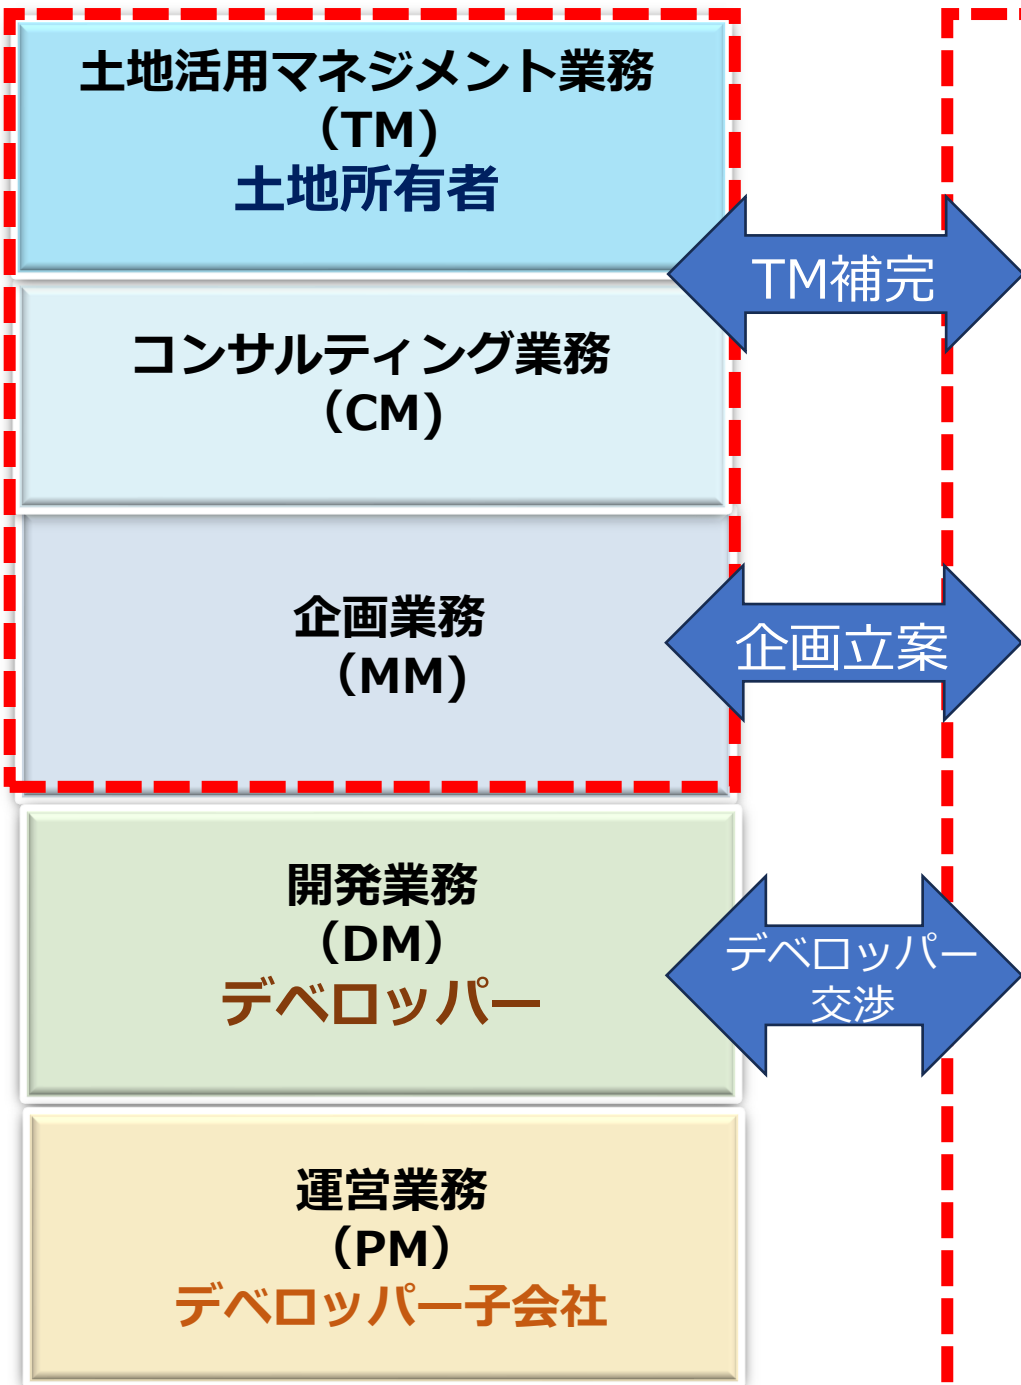 土地活用マネジメント業務
（TM)
土地所有者
TM補完
コンサルティング業務
（CM)
企画業務
（MM)
企画立案
開発業務
（DM）
デベロッパー
デベロッパー
交渉
運営業務
（PM）
デベロッパー子会社